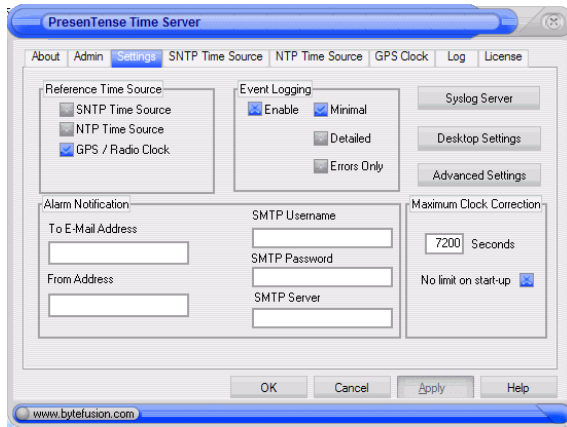 PresenTense Time Server
About Admin Settings SNTP Time Source NTP Time Source GPS Clock Log License
Reference Time Source
SNTP Time Source
NTP Time Source
GPS / Radio Clock
Event Logging
Enable Minimal
Detailed
Errors Only
Syslog Server
Desktop Settings
Advanced Settings
Alarm Notification
To E-Mail Address
From Address
SMTP Username
SMTP Password
SMTP Server
Maximum Clock Correction
7200 Seconds
No limit on start-up
OK Cancel Apply Help
www.bytefusion.com